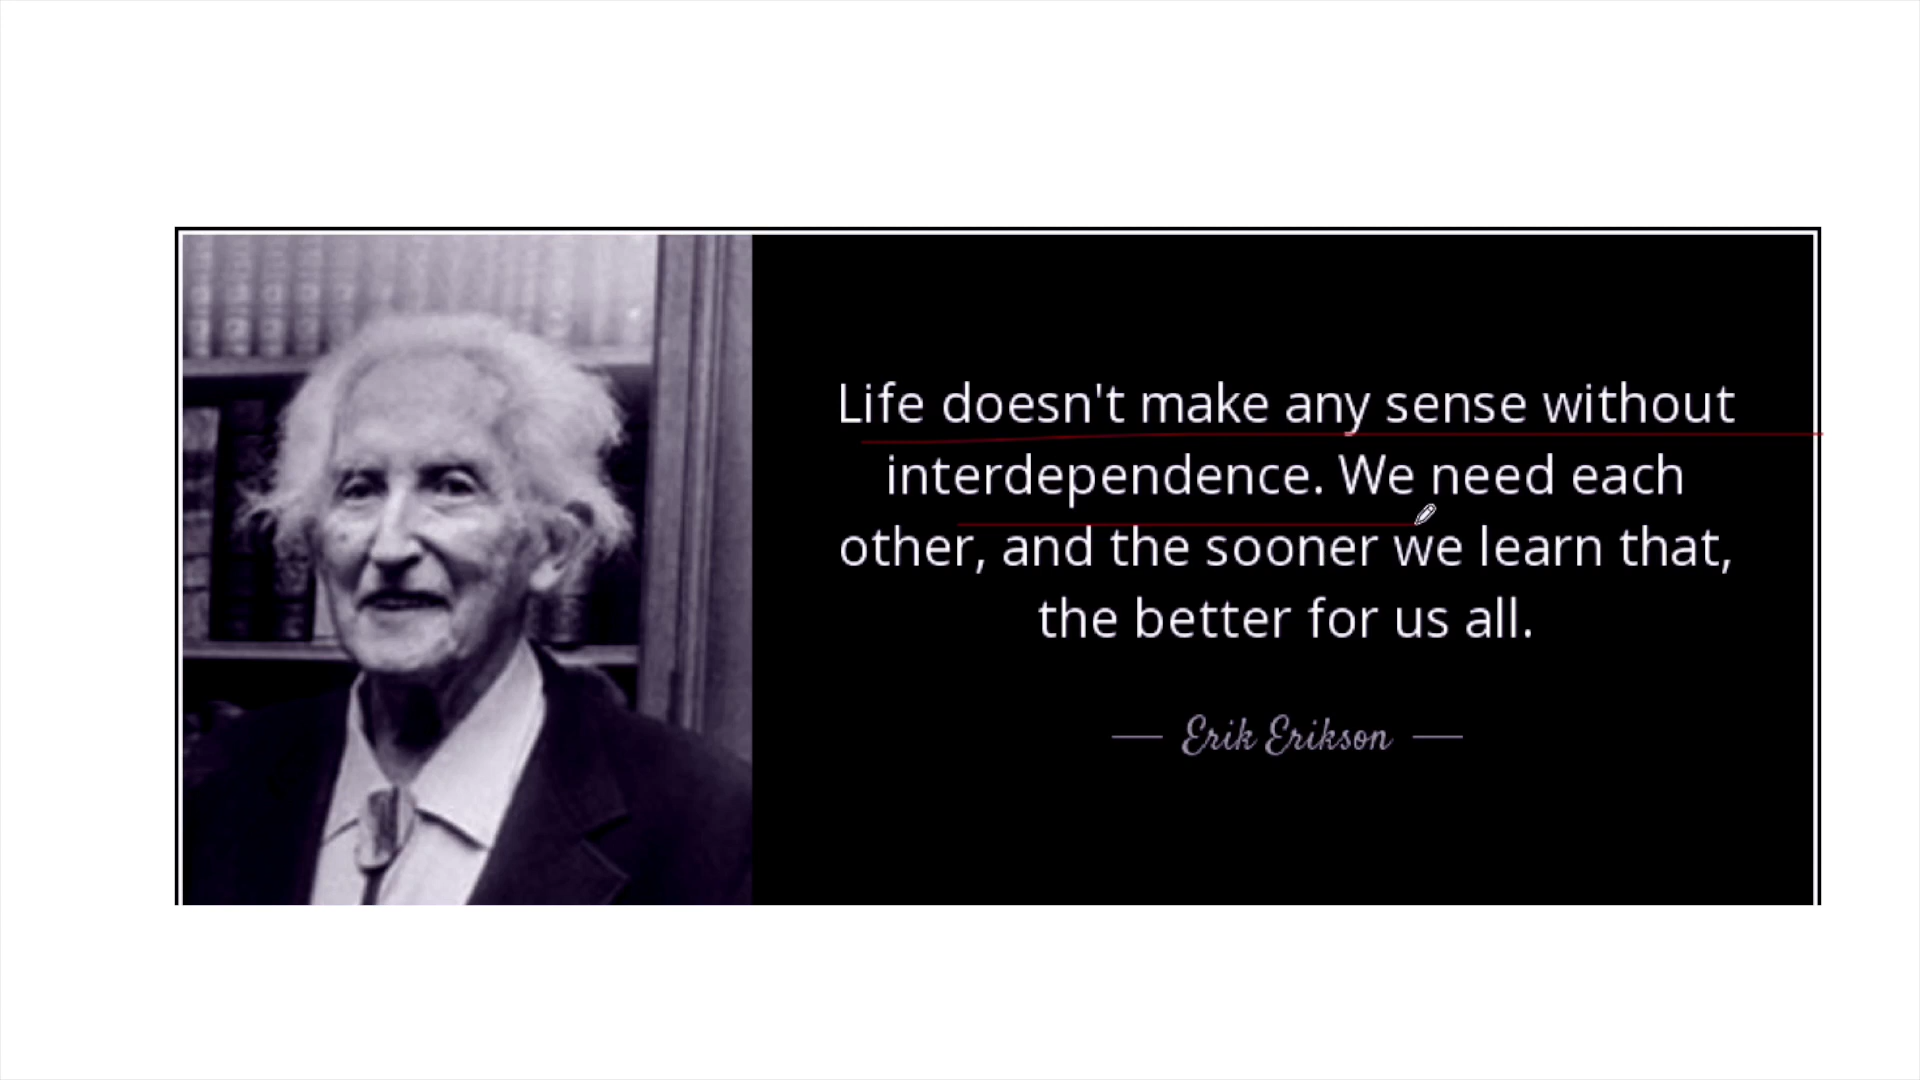 Life doesn't make any sense without
interdependence. We need each
other, and the sooner we learn that,
the better for us all.
Erik Erikson